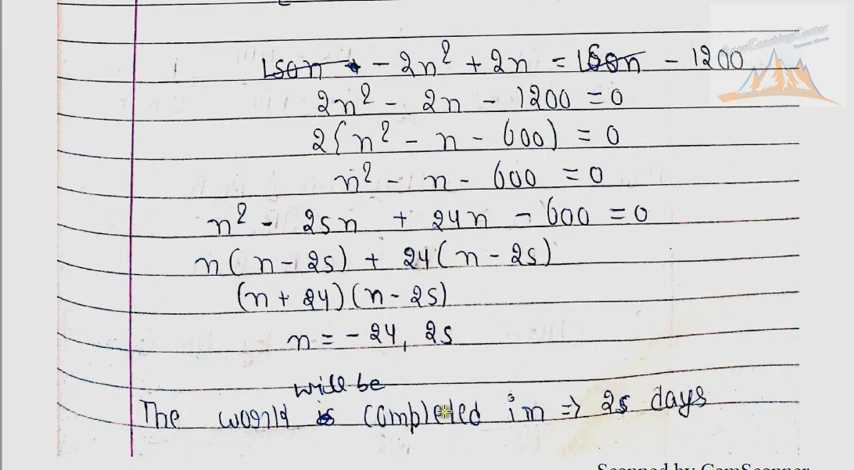 150n - 2n² + 2n = 150n - 1200
2n² - 2n - 1200 = 0
2(n² - n - 600) = 0
n² - n - 600 = 0
n² - 25n + 24n - 600 = 0
n(n-25) + 24(n-25)
(n+24)(n-25)
n = -24, 25
will be
The work is completed in ⇒ 25 days